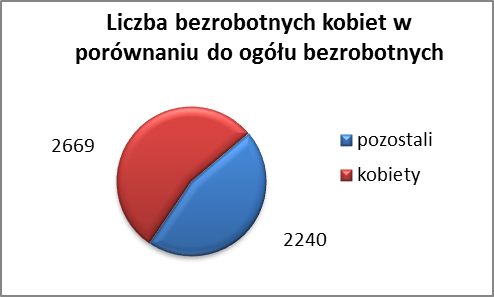 Liczba bezrobotnych kobiet w
porównaniu do ogółu bezrobotnych
2669
pozostali
kobiety
2240